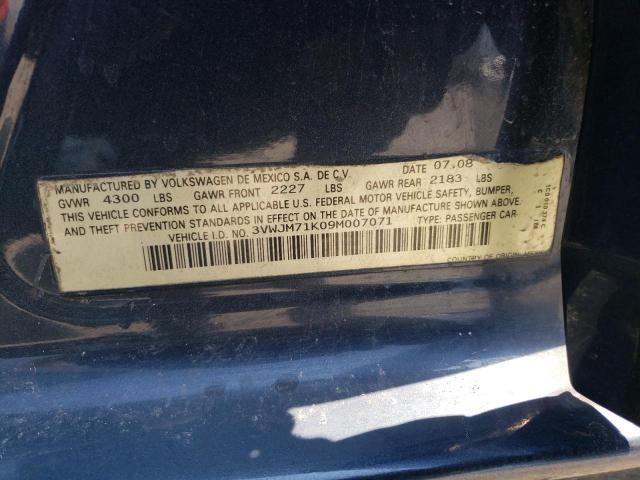 MANUFACTURED BY VOLKSWAGEN DE MEXICO S.A. DE C.V. DATE 07.08
GVWR 4300 LBS GAWR FRONT 2227 LBS GAWR REAR 2183 LBS
THIS VEHICLE CONFORMS TO ALL APPLICABLE U.S. FEDERAL MOTOR VEHICLE SAFETY, BUMPER,
AND THEFT PREVENTION STANDARDS IN EFFECT ON THE DATE OF MANUFACTURE SHOWN ABOVE.
VEHICLE I.D. NO. 3VWJM71K09M007071 TYPE: PASSENGER CAR
COUNTRY OF ORIGIN